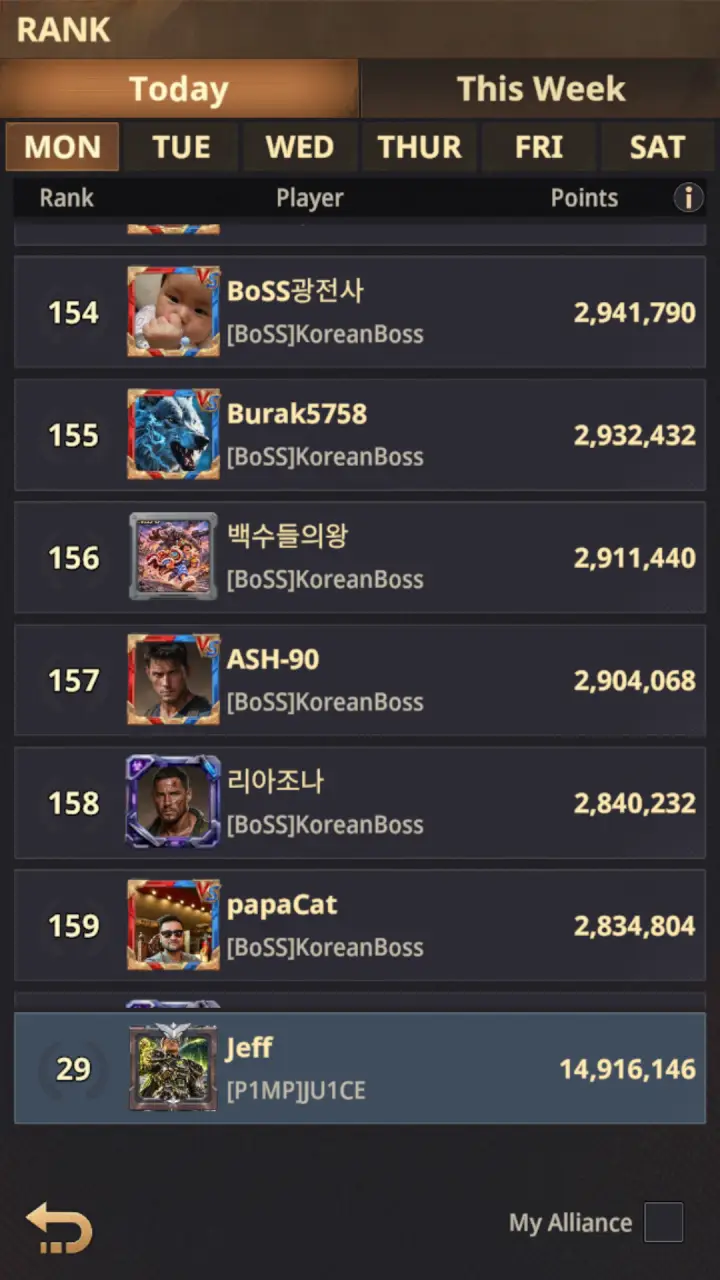 RANK
Today
This Week
MON TUE WED THUR FRI SAT
Rank Player Points
154 BoSS광전사 2,941,790
[BoSS]KoreanBoss
155 Burak5758 2,932,432
[BoSS]KoreanBoss
156 백수들의왕 2,911,440
[BoSS]KoreanBoss
157 ASH-90 2,904,068
[BoSS]KoreanBoss
158 리아조나 2,840,232
[BoSS]KoreanBoss
159 papaCat 2,834,804
[BoSS]KoreanBoss
29 Jeff 14,916,146
[P1MP]JU1CE
My Alliance